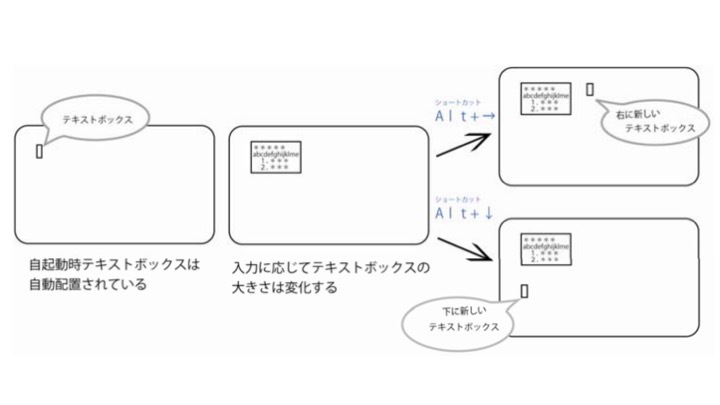 テキストボックス
自起動時テキストボックスは
自動配置されている
*****
abcdefghijklme
1. ***
2. ***
入力に応じてテキストボックスの
大きさは変化する
ショートカット
Alt+→
*****
abcdefghijklme
1. ***
2. ***
右に新しい
テキストボックス
ショートカット
Alt+↓
*****
abcdefghijklme
1. ***
2. ***
下に新しい
テキストボックス